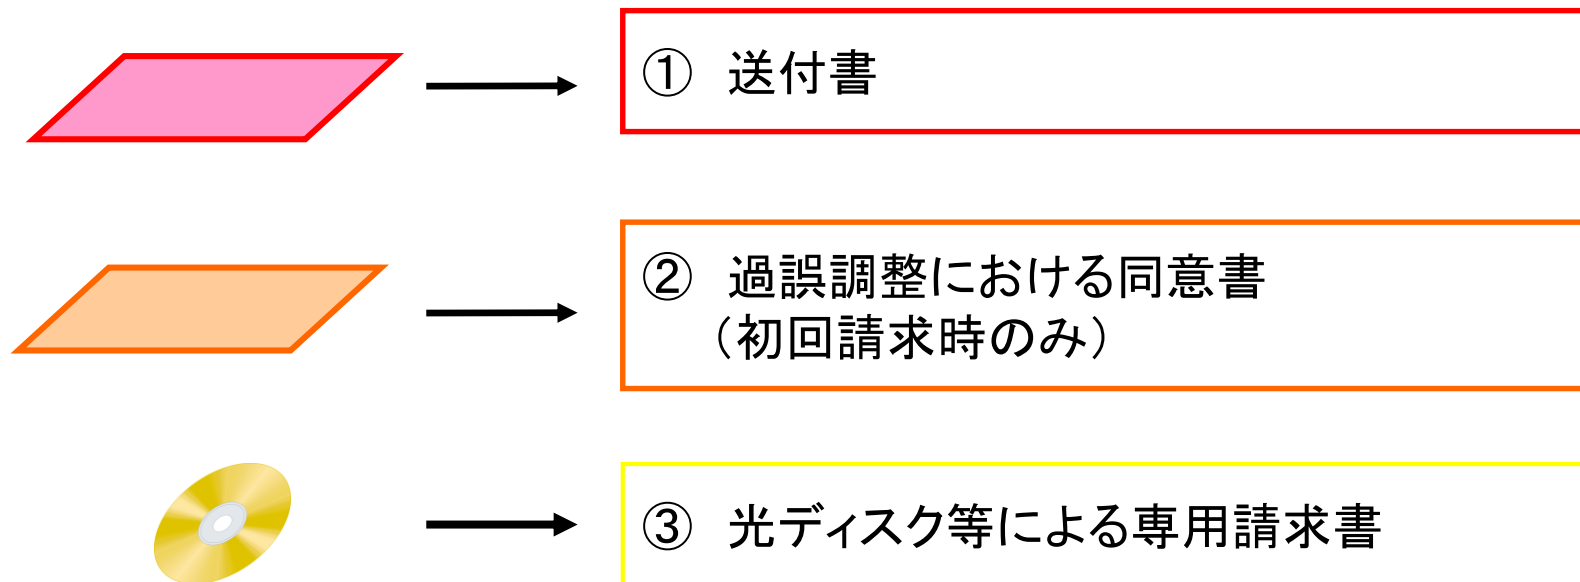 ① 送付書
② 過誤調整における同意書
（初回請求時のみ）
③ 光ディスク等による専用請求書